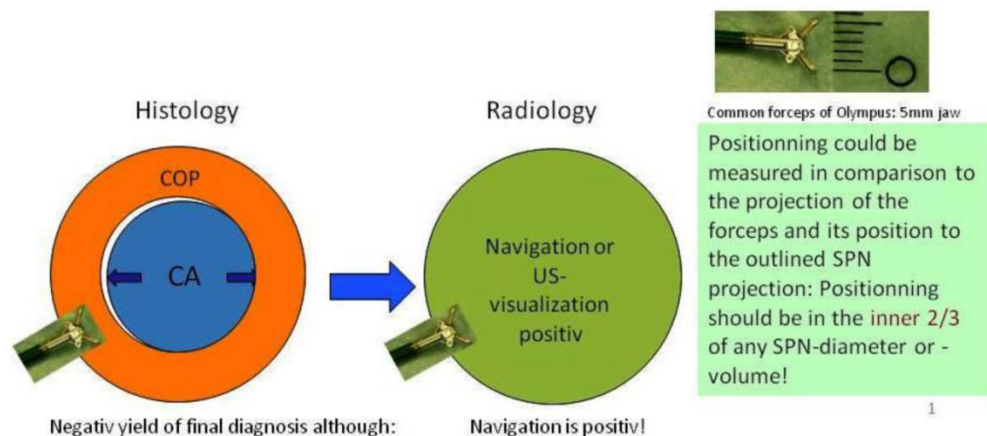 Histology
Radiology
Common forceps of Olympus: 5mm jaw
COP
CA
Navigation or
US-
visualization
positiv
Positionning could be
measured in comparison to
the projection of the
forceps and its position to
the outlined SPN
projection: Positionning
should be in the inner 2/3
of any SPN-diameter or -
volume!
Negativ yield of final diagnosis although:
Navigation is positiv!
1